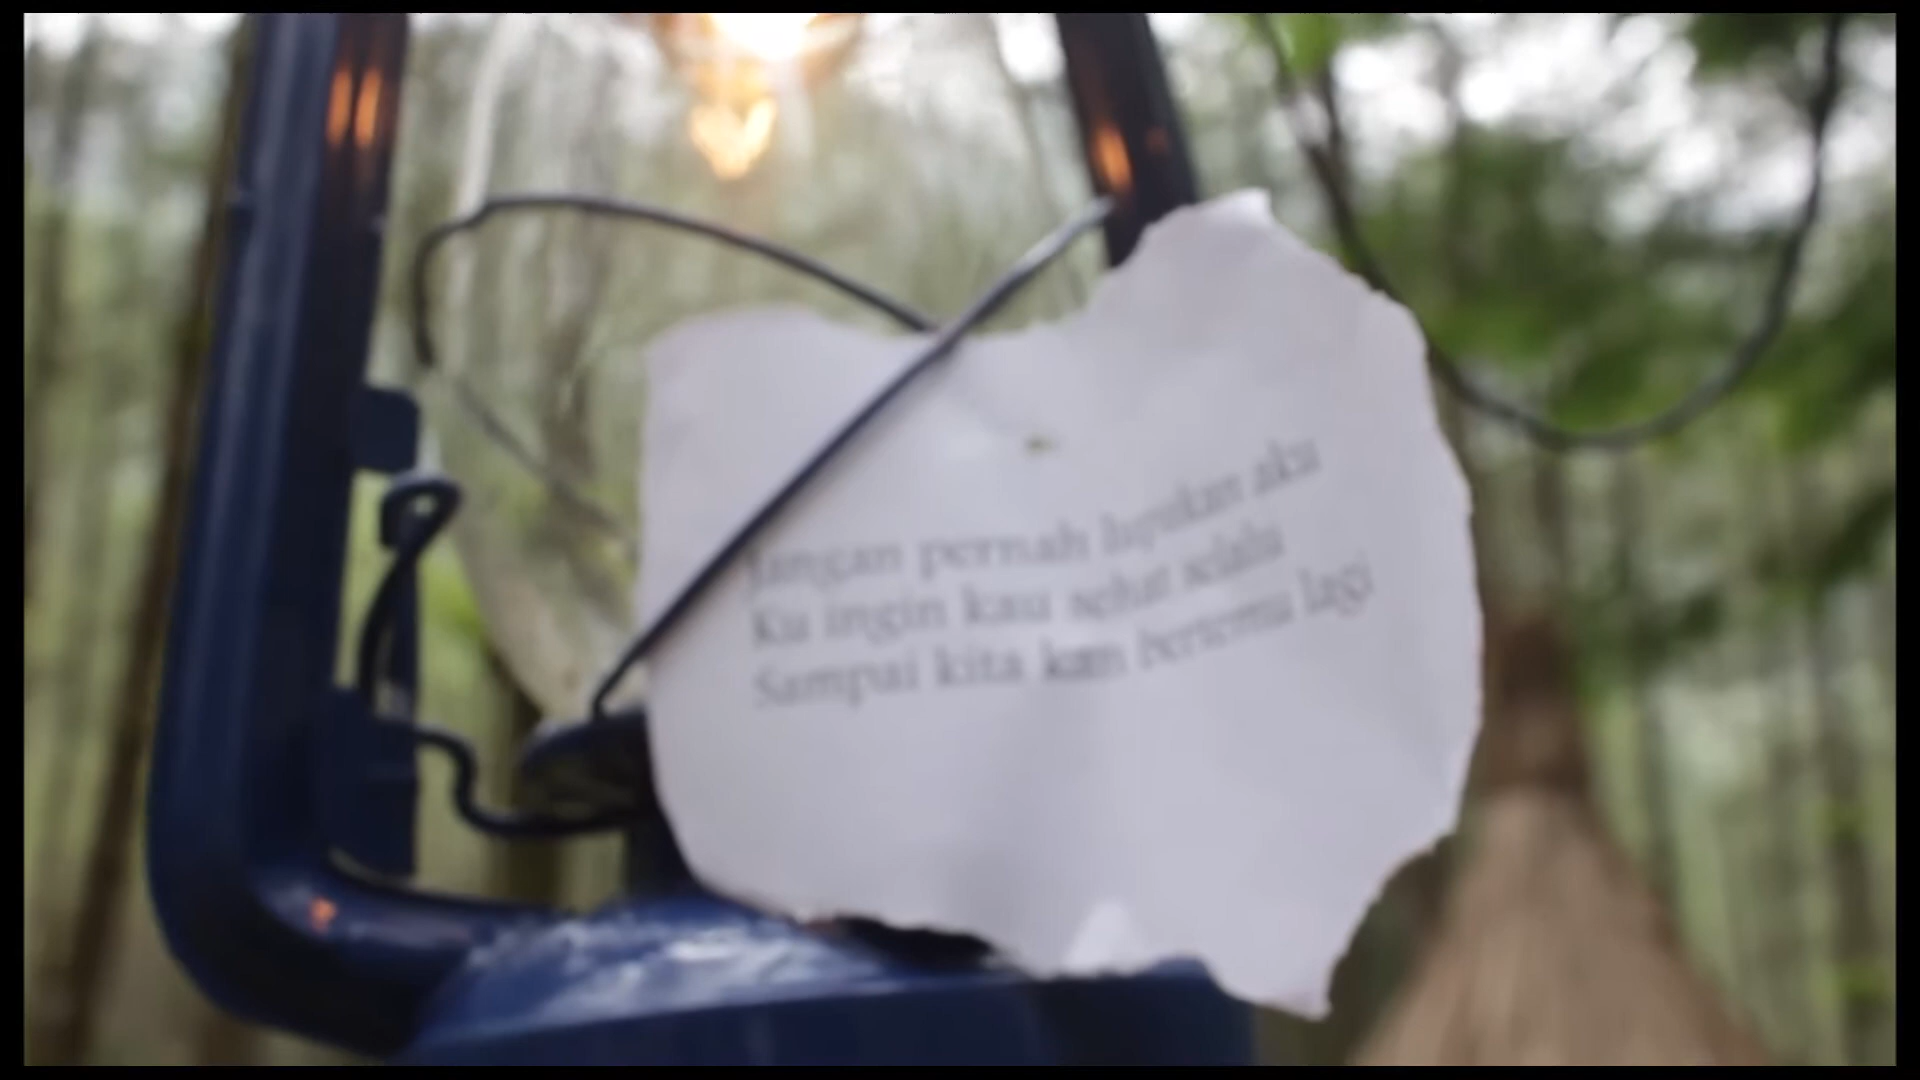 Jangan pernah lupakan aku
Ku ingin kau sehat selalu
Sampai kita kan bertemu lagi